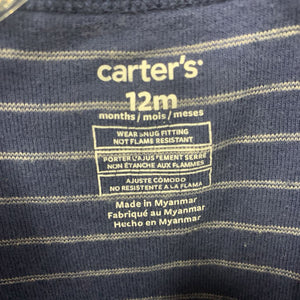 carter's
12m
months / mois / meses
WEAR SNUG FITTING
NOT FLAME RESISTANT
PORTER L'AJUSTEMENT SERRÉ
NON ÉTANCHE AUX FLAMMES
AJUSTE CÓMODO
NO RESISTENTE A LA FLAMA
Made in Myanmar
Fabriqué au Myanmar
Hecho en Myanmar